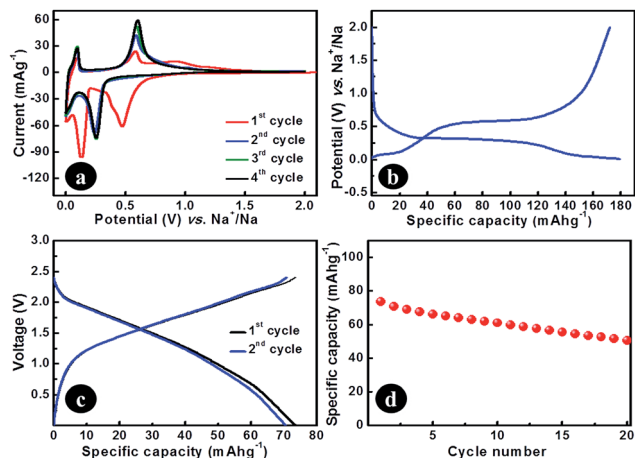 60
30
0
-30
-60
-90
-120
Current (mAg⁻¹)
1ˢᵗ cycle
2ⁿᵈ cycle
3ʳᵈ cycle
4ᵗʰ cycle
a
0.0 0.5 1.0 1.5 2.0
Potential (V) vs. Na⁺/Na
2.0
1.5
1.0
0.5
0.0
-0.5
Potential (V) vs. Na⁺/Na
b
0 20 40 60 80 100 120 140 160 180
Specific capacity (mAhg⁻¹)
3.0
2.5
2.0
1.5
1.0
0.5
Voltage (V)
1ˢᵗ cycle
2ⁿᵈ cycle
c
0 10 20 30 40 50 60 70 80
Specific capacity (mAhg⁻¹)
100
80
60
40
20
0
Specific capacity (mAhg⁻¹)
d
5 10 15 20
Cycle number